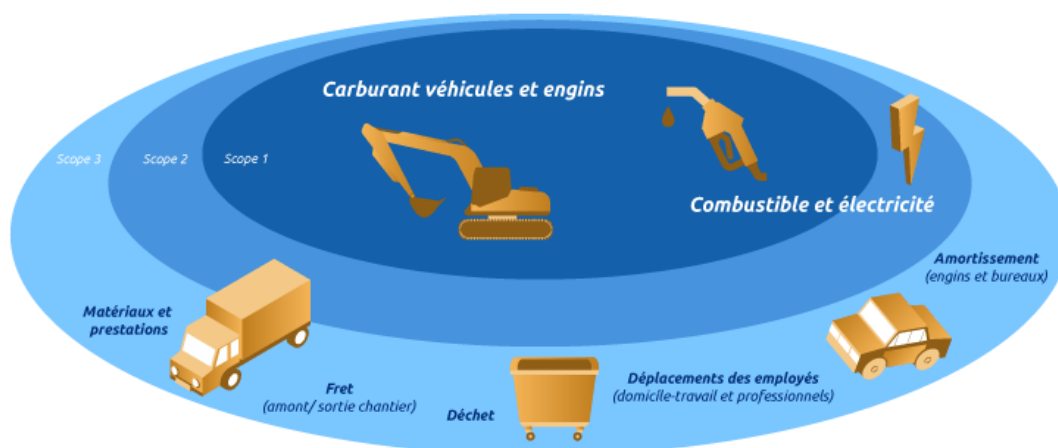 Carburant véhicules et engins
Scope 3
Scope 2
Scope 1
Combustible et électricité
Amortissement
(engins et bureaux)
Matériaux et
prestations
Fret
(amont/ sortie chantier)
Déchet
Déplacements des employés
(domicile-travail et professionnels)